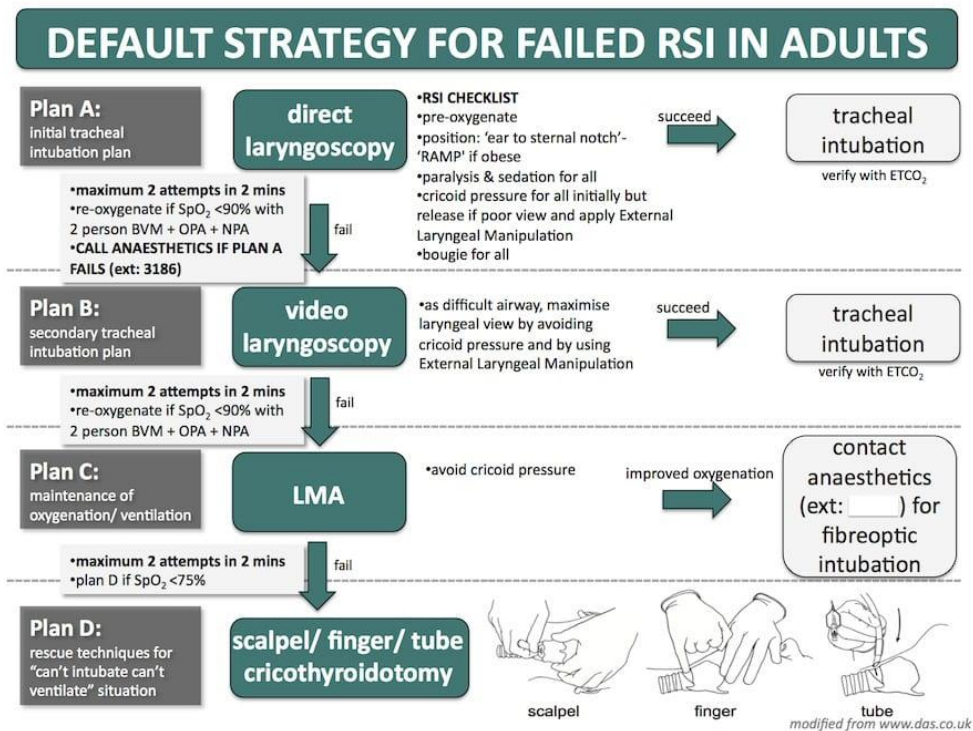 DEFAULT STRATEGY FOR FAILED RSI IN ADULTS
Plan A:
initial tracheal
intubation plan
direct
laryngoscopy
•RSI CHECKLIST
•pre-oxygenate
•position: 'ear to sternal notch'-
'RAMP' if obese
•paralysis & sedation for all
•cricoid pressure for all initially but
release if poor view and apply External
Laryngeal Manipulation
•bougie for all
succeed
tracheal
intubation
verify with ETCO₂
•maximum 2 attempts in 2 mins
•re-oxygenate if SpO₂ <90% with
2 person BVM + OPA + NPA
•CALL ANAESTHETICS IF PLAN A
FAILS (ext: 3186)
fail
Plan B:
secondary tracheal
intubation plan
video
laryngoscopy
•as difficult airway, maximise
laryngeal view by avoiding
cricoid pressure and by using
External Laryngeal Manipulation
succeed
tracheal
intubation
verify with ETCO₂
•maximum 2 attempts in 2 mins
•re-oxygenate if SpO₂ <90% with
2 person BVM + OPA + NPA
fail
Plan C:
maintenance of
oxygenation/ ventilation
LMA
•avoid cricoid pressure
improved oxygenation
contact
anaesthetics
(ext: ) for
fibreoptic
intubation
•maximum 2 attempts in 2 mins
•plan D if SpO₂ <75%
fail
Plan D:
rescue techniques for
"can't intubate can't
ventilate" situation
scalpel/ finger/ tube
cricothyroidotomy
scalpel
finger
tube
modified from www.das.co.uk